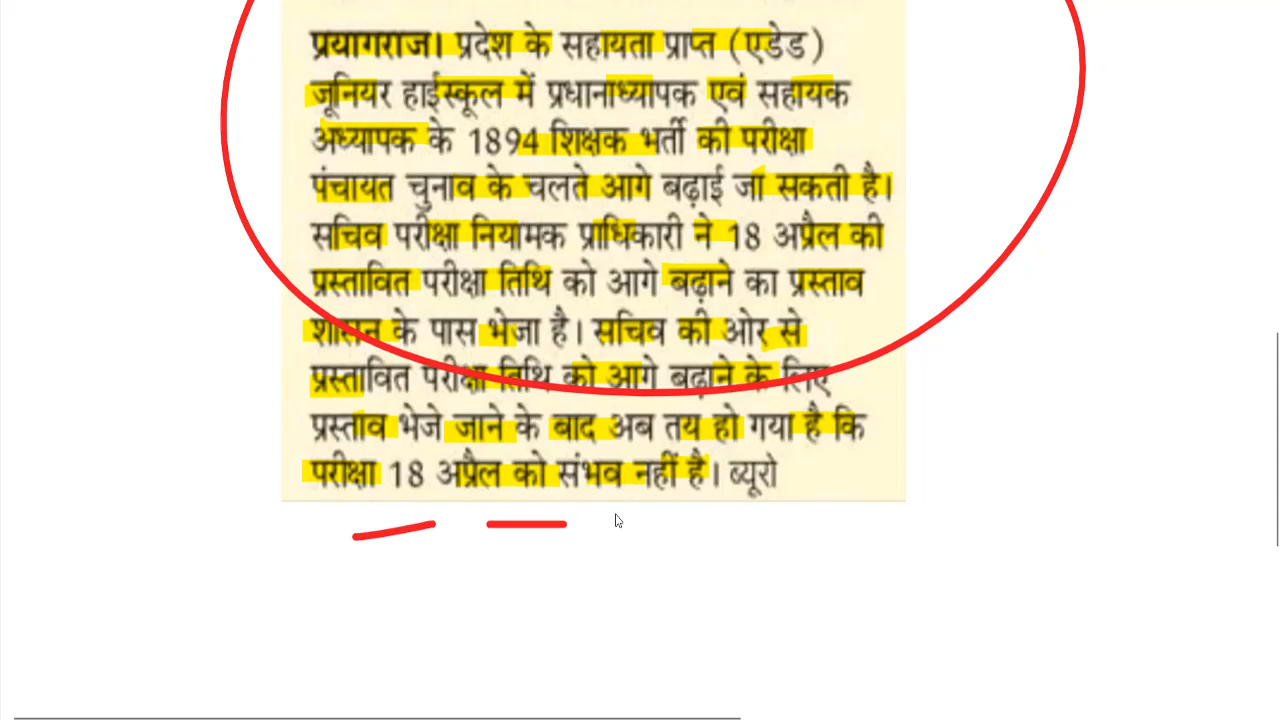 प्रयागराज। प्रदेश के सहायता प्राप्त (एडेड)
जूनियर हाईस्कूल में प्रधानाध्यापक एवं सहायक
अध्यापक के 1894 शिक्षक भर्ती की परीक्षा
पंचायत चुनाव के चलते आगे बढ़ाई जा सकती है।
सचिव परीक्षा नियामक प्राधिकारी ने 18 अप्रैल की
प्रस्तावित परीक्षा तिथि को आगे बढ़ाने का प्रस्ताव
शासन के पास भेजा है। सचिव की ओर से
प्रस्तावित परीक्षा तिथि को आगे बढ़ाने के लिए
प्रस्ताव भेजे जाने के बाद अब तय हो गया है कि
परीक्षा 18 अप्रैल को संभव नहीं है। ब्यूरो